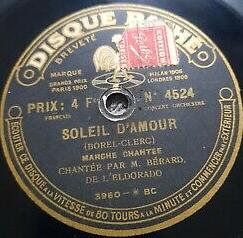 DISQUE
BREVETÉ
MARQUE
GRANDS PRIX
PARIS 1900
MILAN 1906
LONDRES 1908
PRIX: 4 F
N° 4524
FRANÇAIS
ORCHESTRE
SOLEIL D'AMOUR
(BOREL-CLERC)
MARCHE CHANTÉE
CHANTÉE PAR M. BÉRARD,
DE L'ELDORADO
3960 BC
ÉCOUTER CE DISQUE A LA VITESSE DE 80 TOURS A LA MINUTE ET COMMENCER PAR L'EXTÉRIEUR